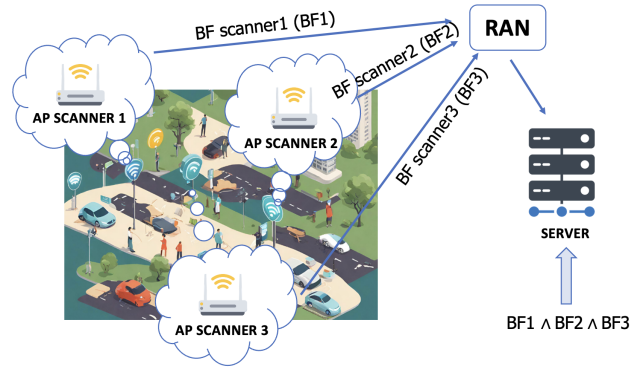 BF scanner1 (BF1)
RAN
BF scanner2 (BF2)
AP SCANNER 1
AP SCANNER 2
BF scanner3 (BF3)
SERVER
AP SCANNER 3
BF1 ∧ BF2 ∧ BF3